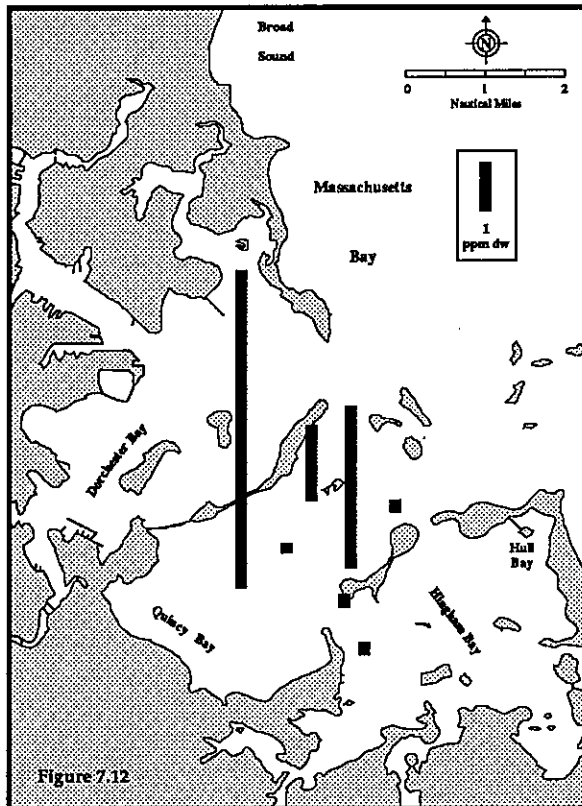 Broad
Sound
N
0 1 2
Nautical Miles
Massachusetts
Bay
1
ppm dw
Dorchester Bay
Hull
Bay
Quincy Bay
Hingham Bay
Figure 7.12